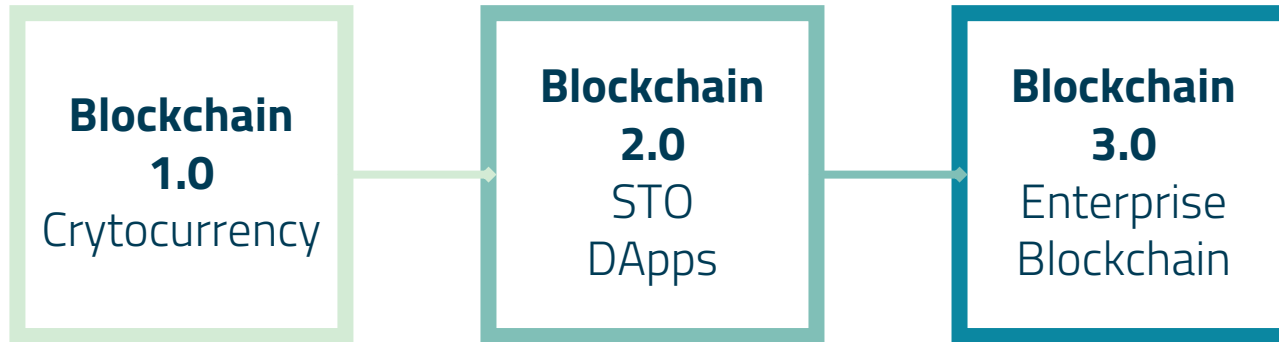 Blockchain
1.0
Crytocurrency
Blockchain
2.0
STO
DApps
Blockchain
3.0
Enterprise
Blockchain